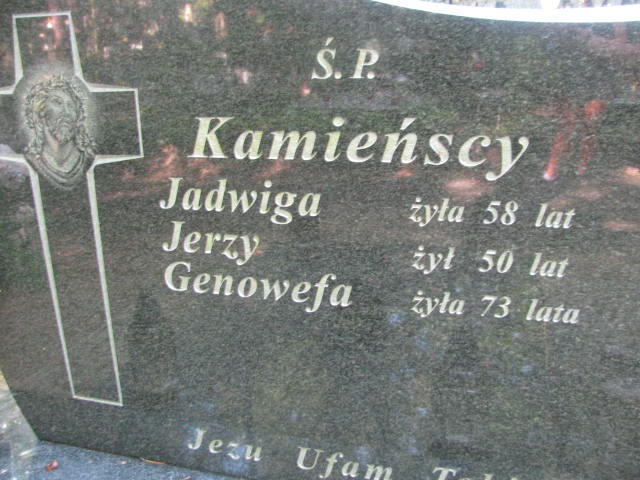 Ś. P.
Kamieńscy
Jadwiga żyła 58 lat
Jerzy żył 50 lat
Genowefa żyła 73 lata
Jezu Ufam